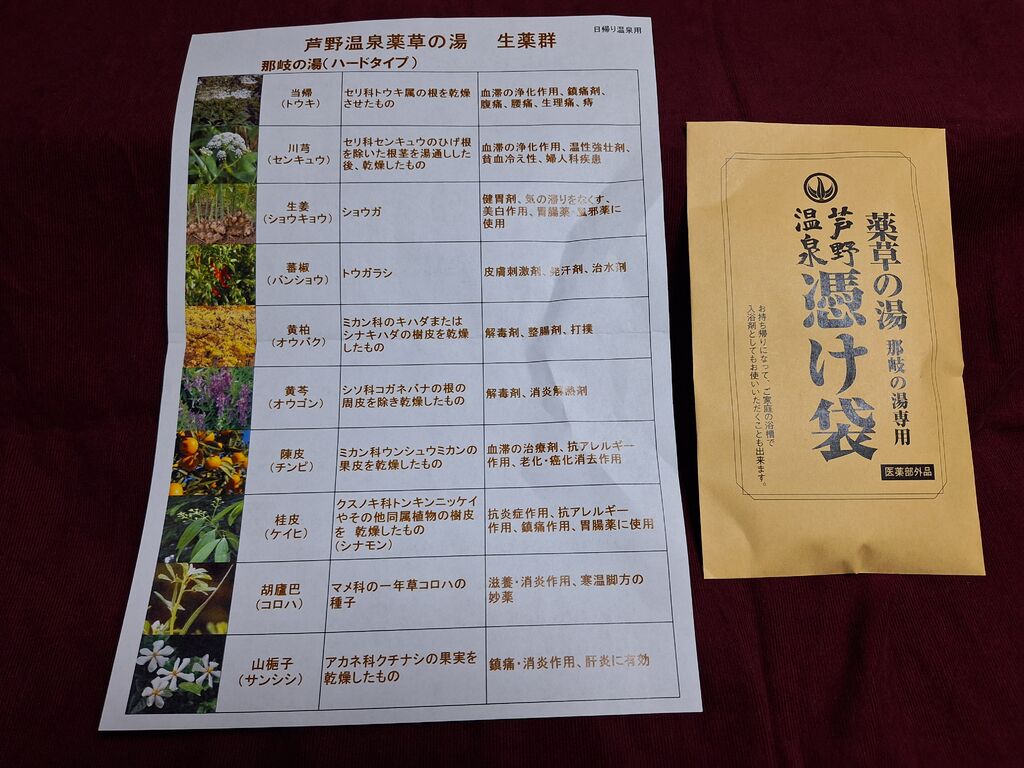 日帰り温泉用
芦野温泉薬草の湯　生薬群
那岐の湯(ハードタイプ)
当帰
(トウキ)
セリ科トウキ属の根を乾燥
させたもの
血滞の浄化作用、鎮痛剤、
腹痛、腰痛、生理痛、痔
川芎
(センキュウ)
セリ科センキュウのひげ根
を除いた根茎を湯通しした
後、乾燥したもの
血滞の浄化作用、温性強壮剤、
貧血冷え性、婦人科疾患
生姜
(ショウキョウ)
ショウガ
健胃剤、気の滞りをなくす、
美白作用、胃腸薬・風邪薬に
使用
蕃椒
(バンショウ)
トウガラシ
皮膚刺激剤、発汗剤、治水剤
黄柏
(オウバク)
ミカン科のキハダまたは
シナキハダの樹皮を乾燥
したもの
解毒剤、整腸剤、打撲
黄芩
(オウゴン)
シソ科コガネバナの根の
周皮を除き乾燥したもの
解毒剤、消炎解熱剤
陳皮
(チンピ)
ミカン科ウンシュウミカンの
果皮を乾燥したもの
血滞の治療剤、抗アレルギー
作用、老化・癌化消去作用
桂皮
(ケイヒ)
クスノキ科トンキンニッケイ
やその他同属植物の樹皮
を 乾燥したもの
(シナモン)
抗炎症作用、抗アレルギー
作用、鎮痛作用、胃腸薬に使用
胡廬巴
(コロハ)
マメ科の一年草コロハの
種子
滋養・消炎作用、寒温脚方の
妙薬
山梔子
(サンシシ)
アカネ科クチナシの果実を
乾燥したもの
鎮痛・消炎作用、肝炎に有効
薬草の湯 那岐の湯専用
芦野
温泉
憑け袋
お持ち帰りになって、ご家庭の浴槽で
入浴剤としてもお使いいただくことも出来ます。
医薬部外品